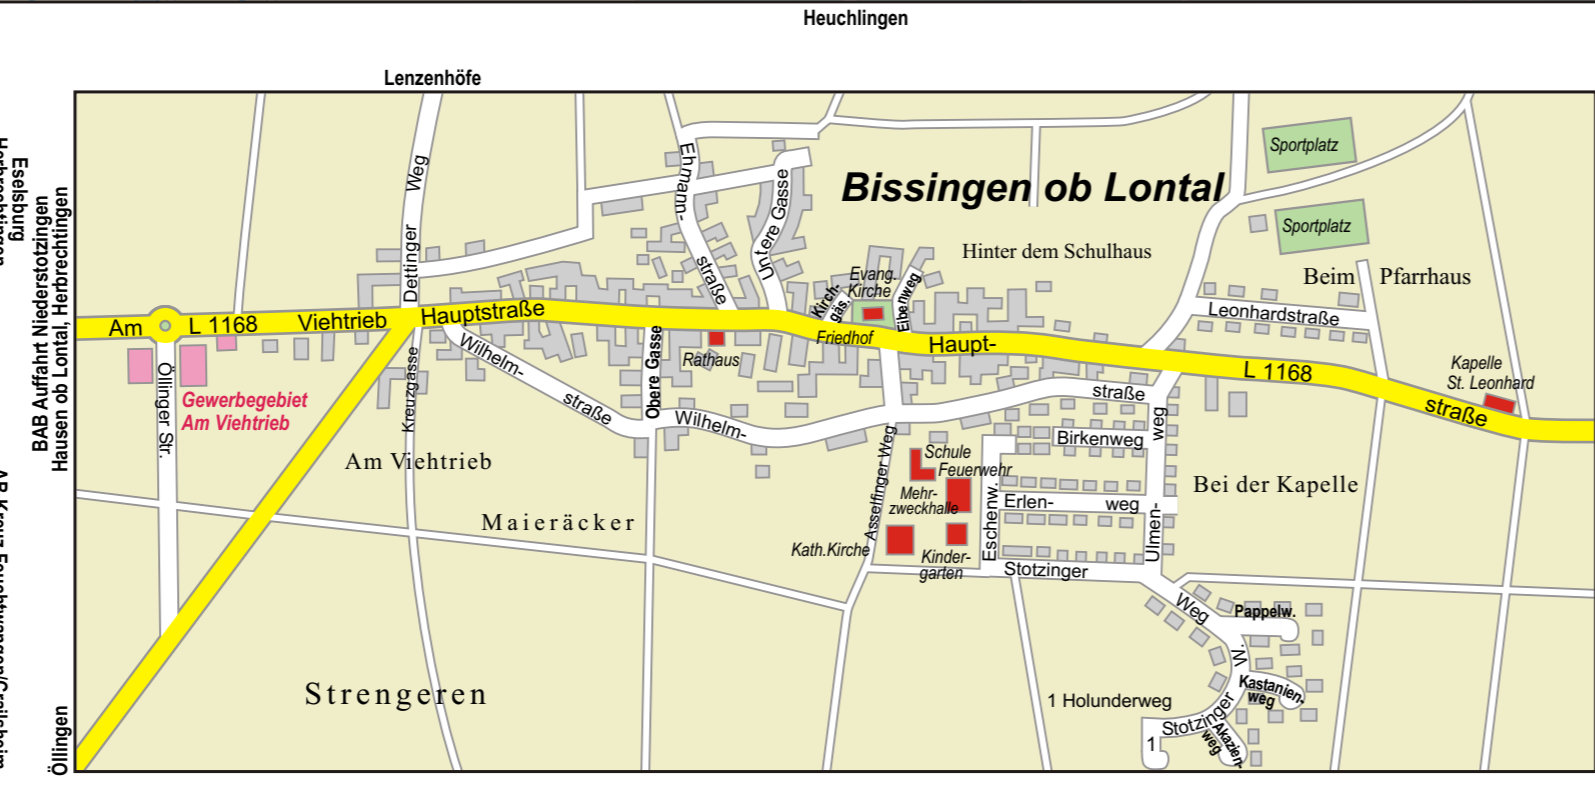 Heuchlingen
Lenzenhöfe
Eselsburg
BAB Auffahrt Niederstotzingen
Hausen ob Lontal, Herbrechtingen
Öllingen
Bissingen ob Lontal
Sportplatz
Sportplatz
Hinter dem Schulhaus
Beim Pfarrhaus
Dettinger Weg
Ehmann-
straße
Untere Gasse
Kirch-
gäs.
Evang.
Kirche
Eibenweg
Leonhardstraße
Am
L 1168
Viehtrieb
Hauptstraße
Friedhof
Haupt-
L 1168
straße
Kapelle
St. Leonhard
Rathaus
Öllinger Str.
Gewerbegebiet
Am Viehtrieb
Kreuzgasse
Wilhelm-
straße
Obere Gasse
Wilhelm-
straße
Am Viehtrieb
Maieräcker
Strengeren
Asselfinger Weg
Schule
Feuerwehr
Mehr-
zweckhalle
Kath.Kirche
Kinder-
garten
Eschenw.
Birkenweg
Erlen-
weg
Ulmen-
weg
Bei der Kapelle
Stotzinger
Weg
Pappelw.
Kastanien-
weg
Stotzinger
W.
Akazien-
weg
1 Holunderweg
1